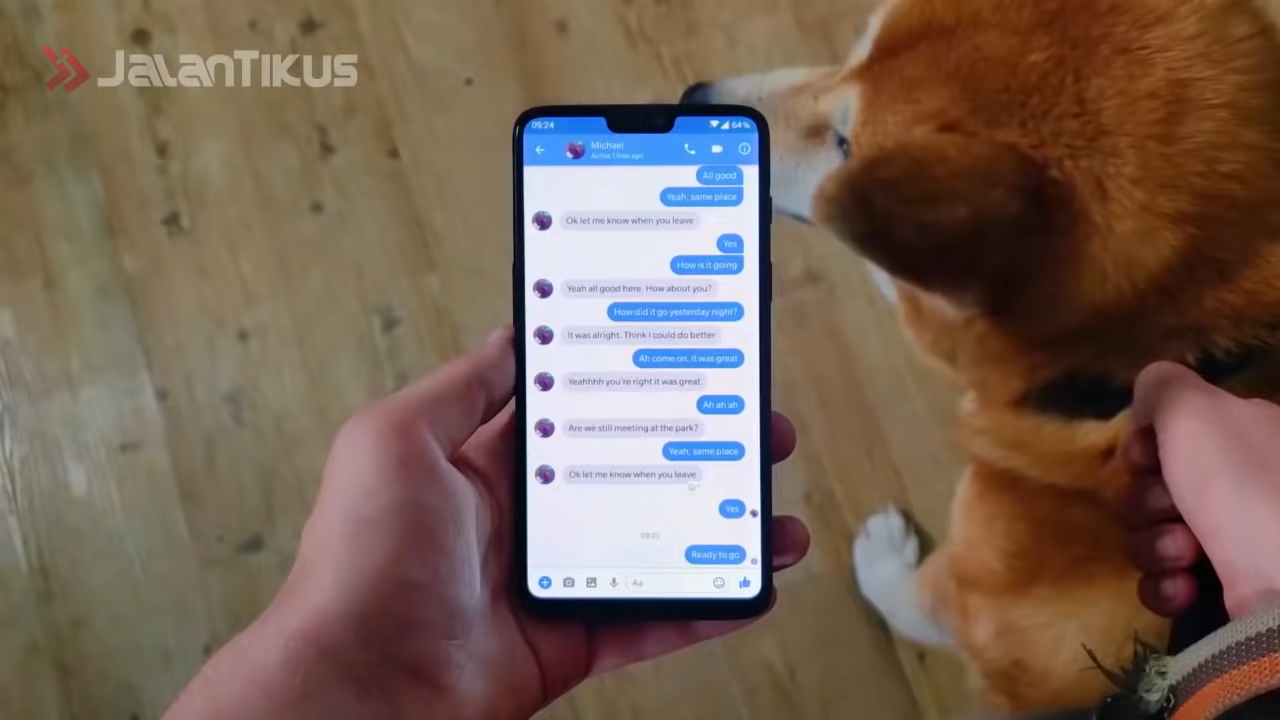 JALANTIKUS
09:24
64%
Michael
Active 1 hour ago
All good
Yeah, same place
Ok let me know when you leave
Yes
How is it going
Yeah all good here. How about you?
How did it go yesterday night?
It was alright. Think I could do better
Ah come on, it was great
Yeahhhh you're right it was great
Ah ah ah
Are we still meeting at the park?
Yeah, same place
Ok let me know when you leave
Yes
Ready to go
Aa